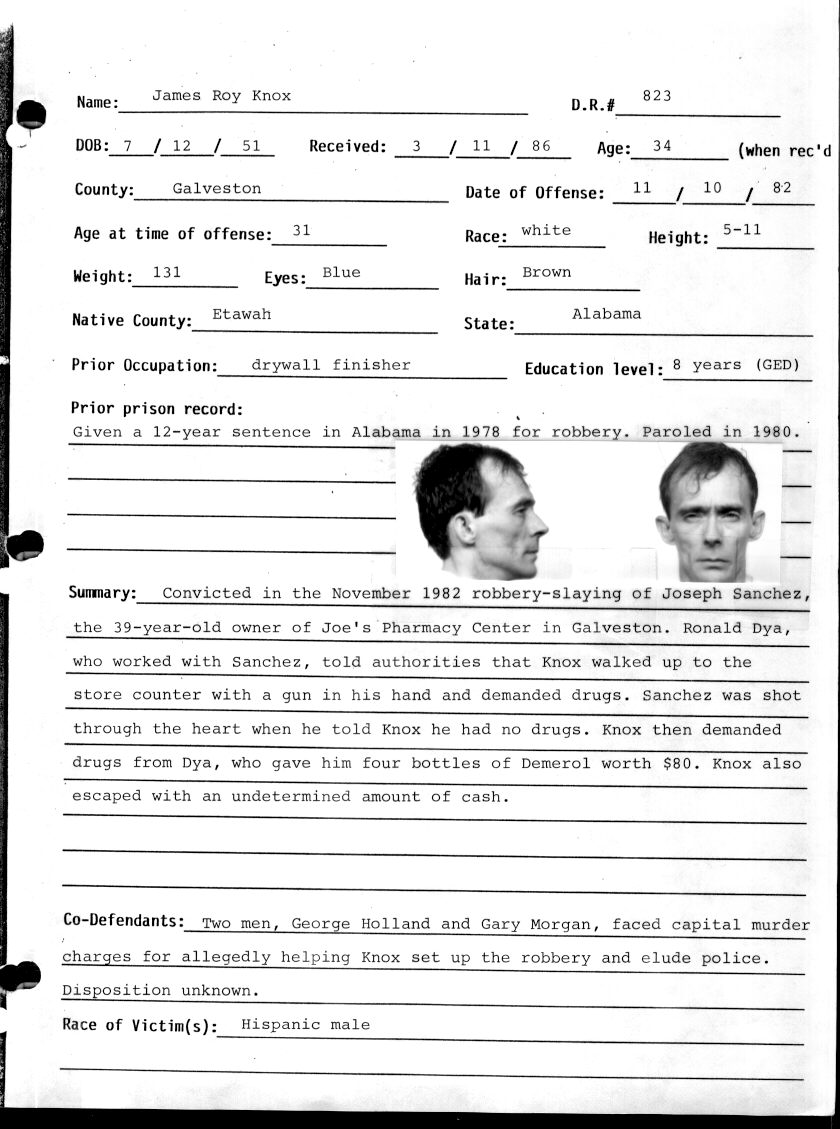 Name: James Roy Knox D.R.# 823
DOB: 7 / 12 / 51 Received: 3 / 11 / 86 Age: 34 (when rec'd
County: Galveston Date of Offense: 11 / 10 / 82
Age at time of offense: 31 Race: white Height: 5-11
Weight: 131 Eyes: Blue Hair: Brown
Native County: Etawah State: Alabama
Prior Occupation: drywall finisher Education level: 8 years (GED)
Prior prison record:
Given a 12-year sentence in Alabama in 1978 for robbery. Paroled in 1980.
Summary: Convicted in the November 1982 robbery-slaying of Joseph Sanchez,
the 39-year-old owner of Joe's Pharmacy Center in Galveston. Ronald Dya,
who worked with Sanchez, told authorities that Knox walked up to the
store counter with a gun in his hand and demanded drugs. Sanchez was shot
through the heart when he told Knox he had no drugs. Knox then demanded
drugs from Dya, who gave him four bottles of Demerol worth $80. Knox also
escaped with an undetermined amount of cash.
Co-Defendants: Two men, George Holland and Gary Morgan, faced capital murder
charges for allegedly helping Knox set up the robbery and elude police.
Disposition unknown.
Race of Victim(s): Hispanic male